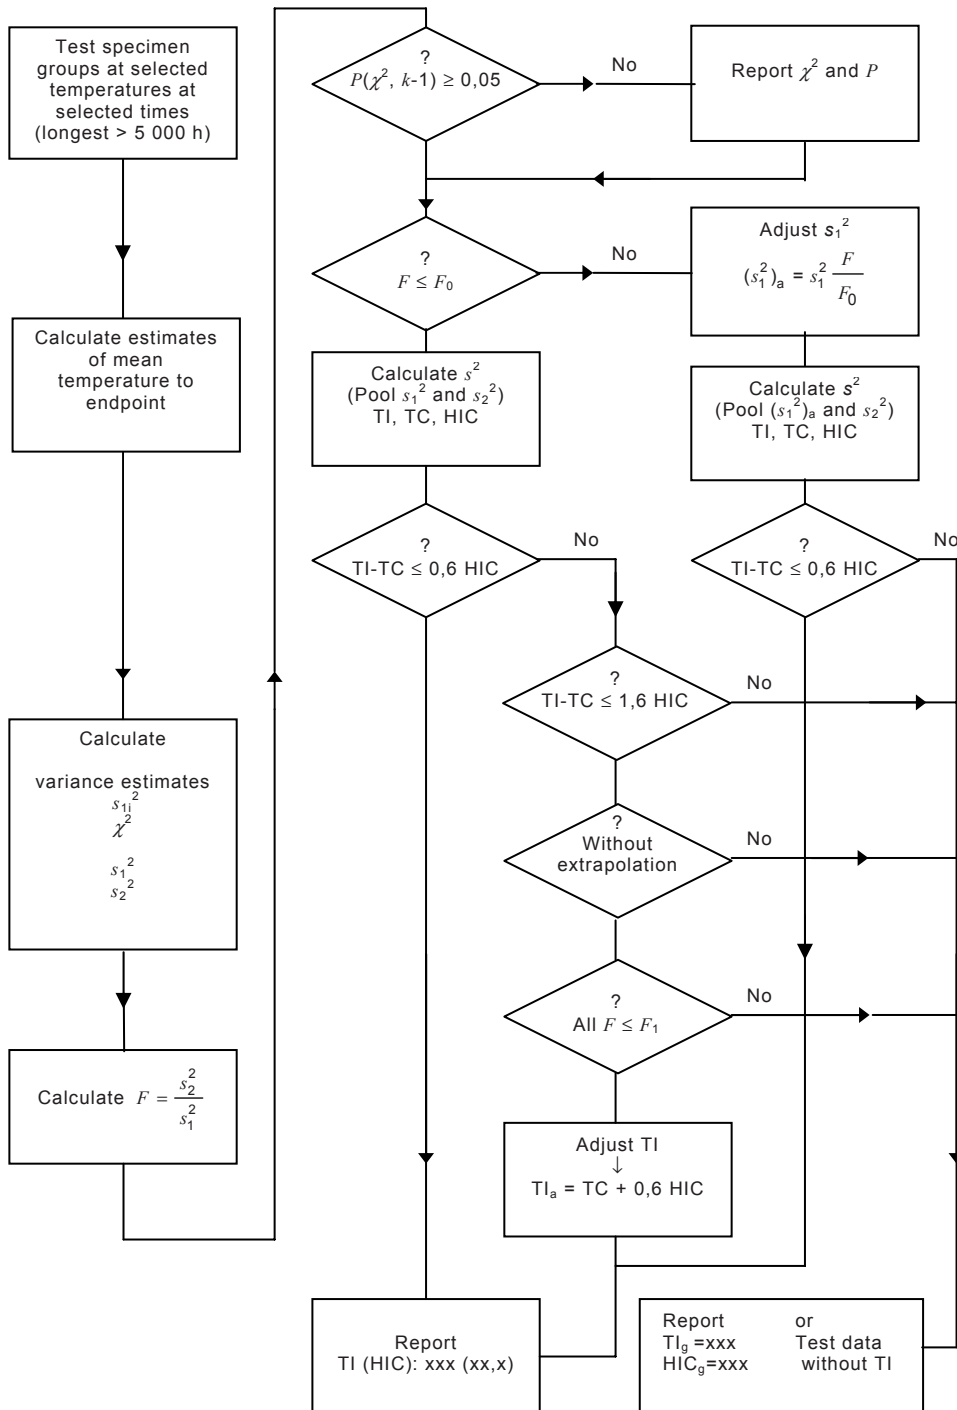 Test specimen
groups at selected
temperatures at
selected times
(longest > 5 000 h)
Calculate estimates
of mean
temperature to
endpoint
Calculate
variance estimates
s₁ᵢ²
χ²
s₁²
s₂²
Calculate F = s₂² / s₁²
?
P(χ², k-1) ≥ 0,05
No
Report χ² and P
?
F ≤ F₀
No
Adjust s₁²
(s₁²)ₐ = s₁² F / F₀
Calculate s²
(Pool s₁² and s₂²)
TI, TC, HIC
Calculate s²
(Pool (s₁²)ₐ and s₂²)
TI, TC, HIC
?
TI-TC ≤ 0,6 HIC
No
?
TI-TC ≤ 0,6 HIC
No
?
TI-TC ≤ 1,6 HIC
No
?
Without
extrapolation
No
?
All F ≤ F₁
No
Adjust TI
↓
TIₐ = TC + 0,6 HIC
Report
TI (HIC): xxx (xx,x)
Report or
TI_g =xxx Test data
HIC_g=xxx without TI